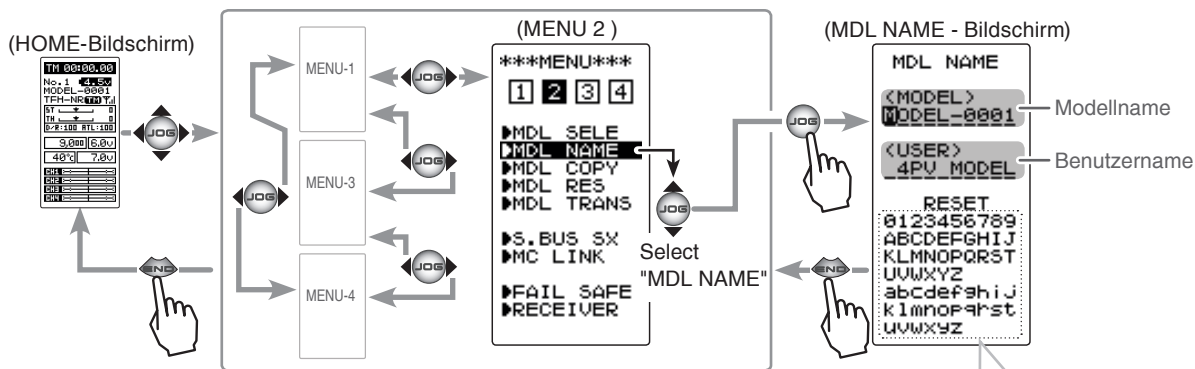 (HOME-Bildschirm)
TM 00:00.00
No.1 4.5v
MODEL-0001
TFH-NR TM
ST 0
TH 0
D/R:100 ATL:100
6.0v
40°c 7.0v
CH1
CH2
CH3
CH4
JOG
END
MENU-1
MENU-3
MENU-4
JOG
JOG
JOG
JOG
(MENU 2 )
***MENU***
1 2 3 4
MDL SELE
MDL NAME
MDL COPY
MDL RES
MDL TRANS
S.BUS SX
MC LINK
FAIL SAFE
RECEIVER
JOG
Select
"MDL NAME"
JOG
END
(MDL NAME - Bildschirm)
MDL NAME
<MODEL>
MODEL-0001
Modellname
<USER>
4PV MODEL
Benutzername
RESET
0123456789
ABCDEFGHIJ
KLMNOPQRST
UVWXYZ
abcdefghij
klmnopqrst
uvwxyz